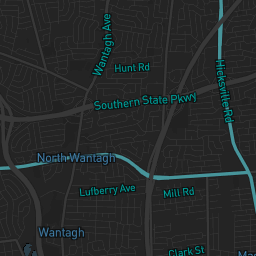 Wantagh Ave
Hunt Rd
Hicksville Rd
Southern State Pkwy
North Wantagh
Lufberry Ave
Mill Rd
Wantagh
Clark St